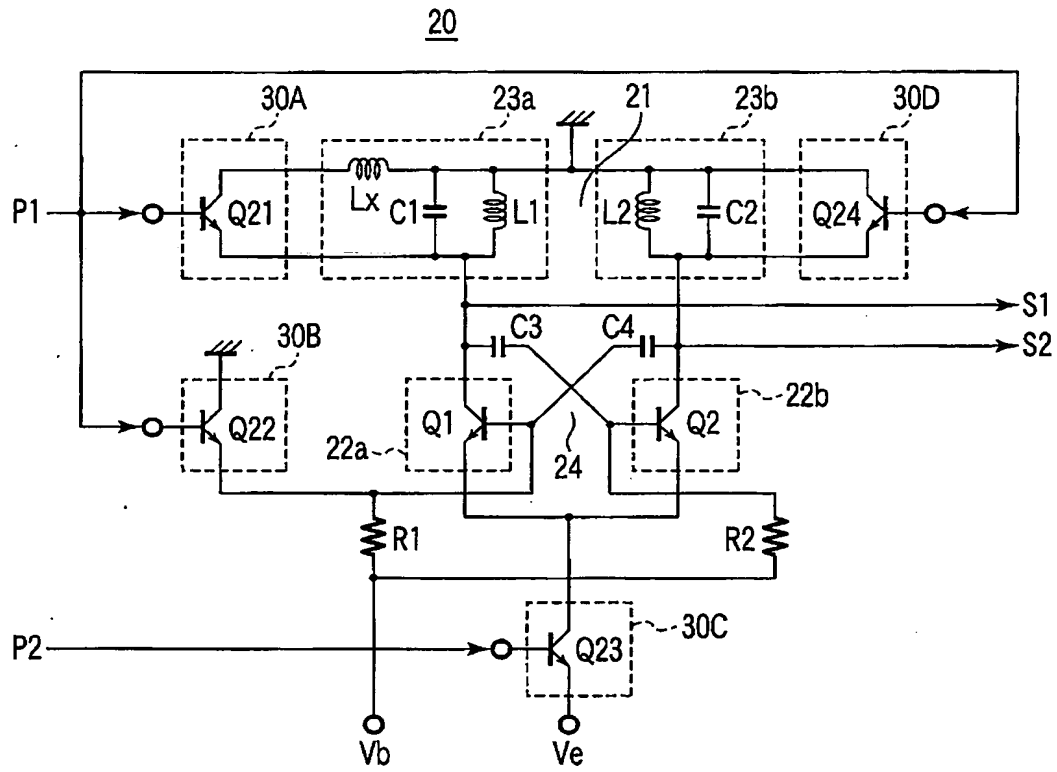 20
30A 23a 21 23b 30D
P1 Q21 Lx C1 L1 L2 C2 Q24
S1
C3 C4 S2
30B
Q22 22a Q1 24 Q2 22b
R1 R2
P2 Q23 30C
Vb Ve